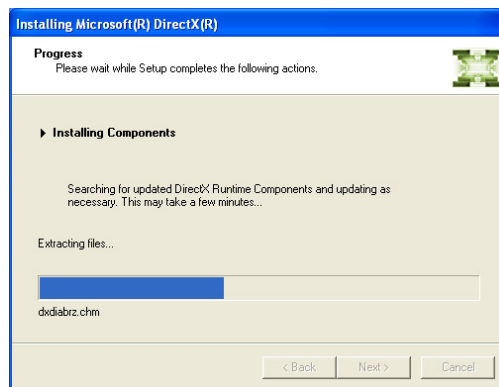 Installing Microsoft(R) DirectX(R)
Progress
Please wait while Setup completes the following actions.
Installing Components
Searching for updated DirectX Runtime Components and updating as
necessary. This may take a few minutes...
Extracting files...
dxdiabrz.chm
< Back Next > Cancel